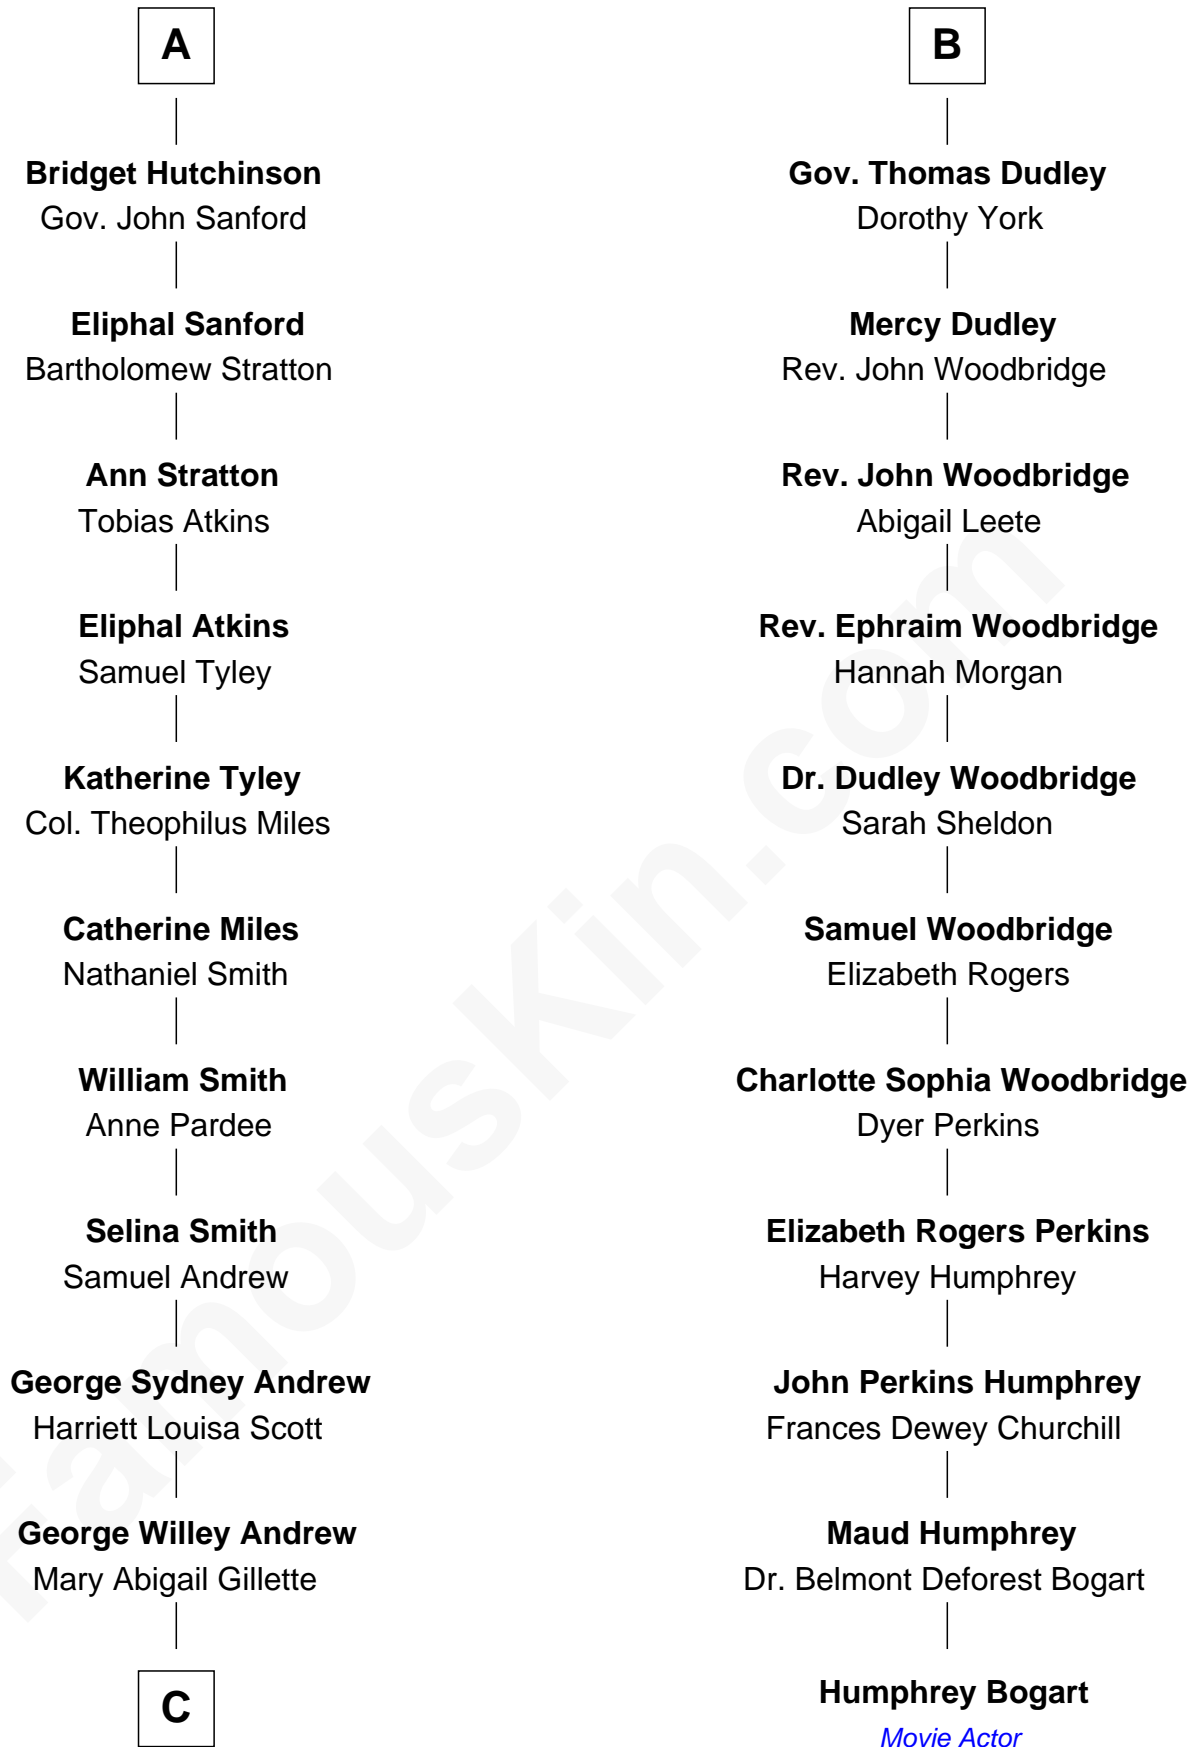 A
Bridget Hutchinson
Gov. John Sanford
Eliphal Sanford
Bartholomew Stratton
Ann Stratton
Tobias Atkins
Eliphal Atkins
Samuel Tyley
Katherine Tyley
Col. Theophilus Miles
Catherine Miles
Nathaniel Smith
William Smith
Anne Pardee
Selina Smith
Samuel Andrew
George Sydney Andrew
Harriett Louisa Scott
George Willey Andrew
Mary Abigail Gillette
C
B
Gov. Thomas Dudley
Dorothy York
Mercy Dudley
Rev. John Woodbridge
Rev. John Woodbridge
Abigail Leete
Rev. Ephraim Woodbridge
Hannah Morgan
Dr. Dudley Woodbridge
Sarah Sheldon
Samuel Woodbridge
Elizabeth Rogers
Charlotte Sophia Woodbridge
Dyer Perkins
Elizabeth Rogers Perkins
Harvey Humphrey
John Perkins Humphrey
Frances Dewey Churchill
Maud Humphrey
Dr. Belmont Deforest Bogart
Humphrey Bogart
Movie Actor
FamousKin.com